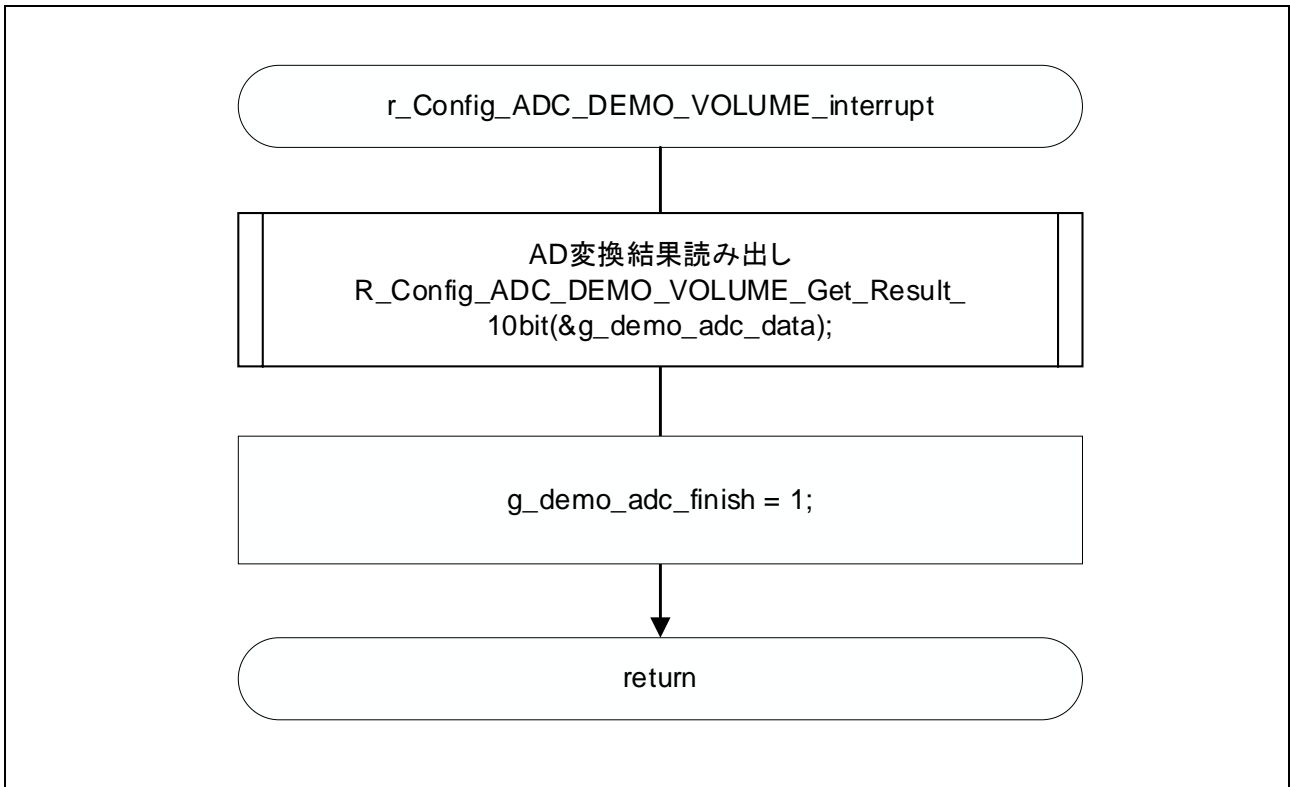 r_Config_ADC_DEMO_VOLUME_interrupt
AD変換結果読み出し
R_Config_ADC_DEMO_VOLUME_Get_Result_
10bit(&g_demo_adc_data);
g_demo_adc_finish = 1;
return